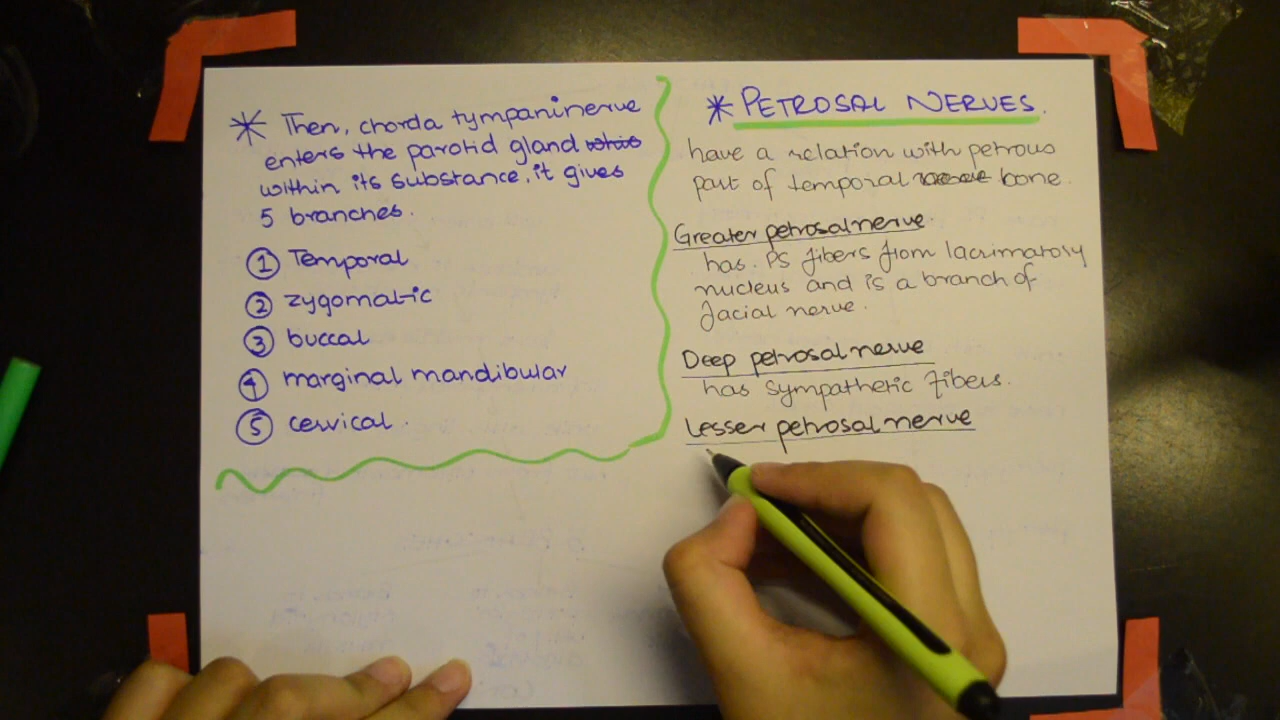 * Then, chorda tympani nerve
enters the parotid gland
within its substance, it gives
5 branches.
1 Temporal
2 zygomatic
3 buccal
4 marginal mandibular
5 cervical.
* PETROSAL NERVES.
have a relation with petrous
part of temporal bone.
Greater petrosal nerve
has PS fibers from lacrimatory
nucleus and is a branch of
facial nerve.
Deep petrosal nerve
has sympathetic fibers.
Lesser petrosal nerve